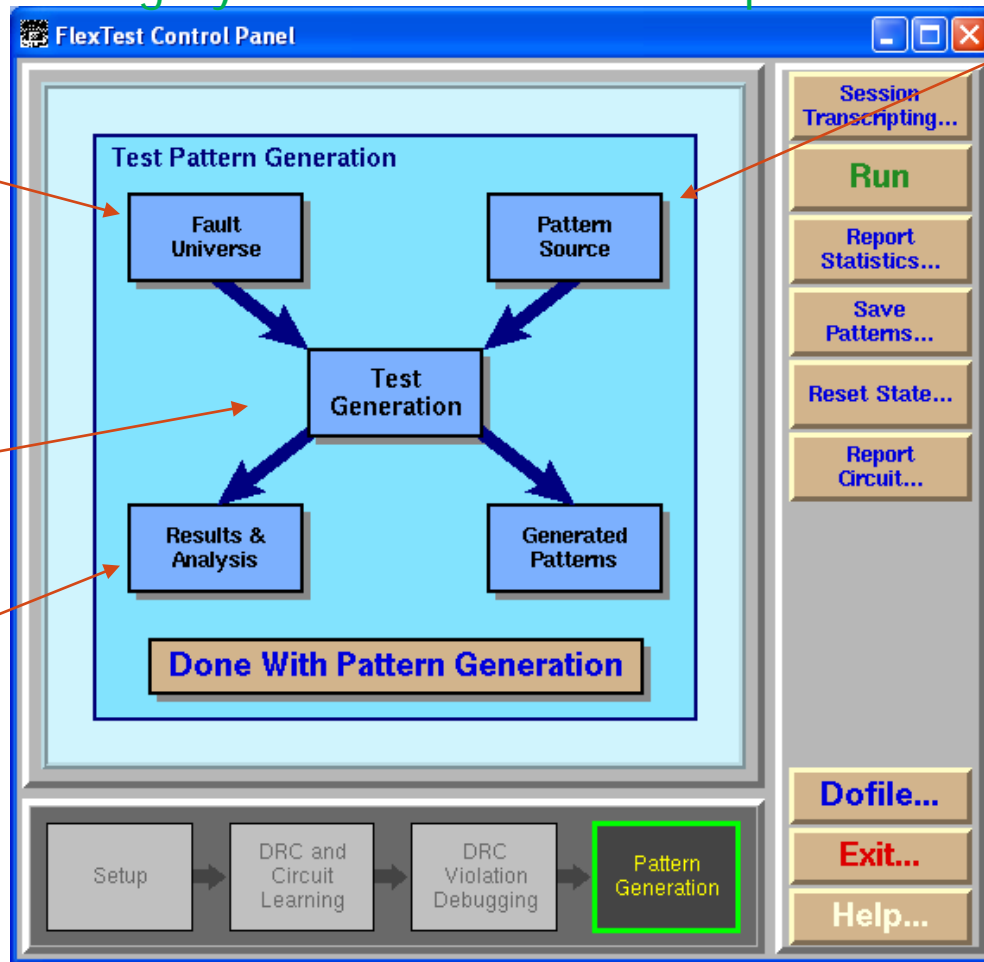 FlexTest Control Panel
Test Pattern Generation
Fault
Universe
Pattern
Source
Test
Generation
Results &
Analysis
Generated
Patterns
Done With Pattern Generation
Session
Transcripting...
Run
Report
Statistics...
Save
Patterns...
Reset State...
Report
Circuit...
Dofile...
Exit...
Help...
Setup
DRC and
Circuit
Learning
DRC
Violation
Debugging
Pattern
Generation